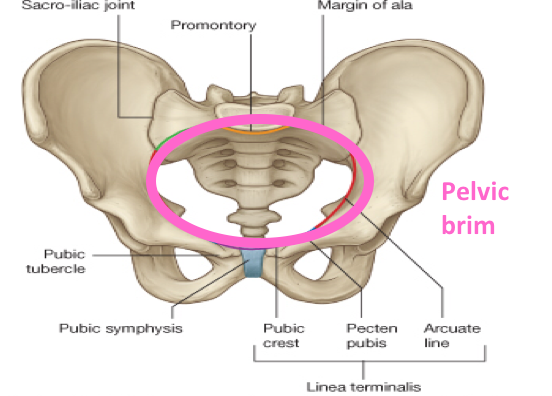 Sacro-iliac joint
Margin of ala
Promontory
Pelvic
brim
Pubic
tubercle
Pubic symphysis
Pubic
crest
Pecten
pubis
Arcuate
line
Linea terminalis